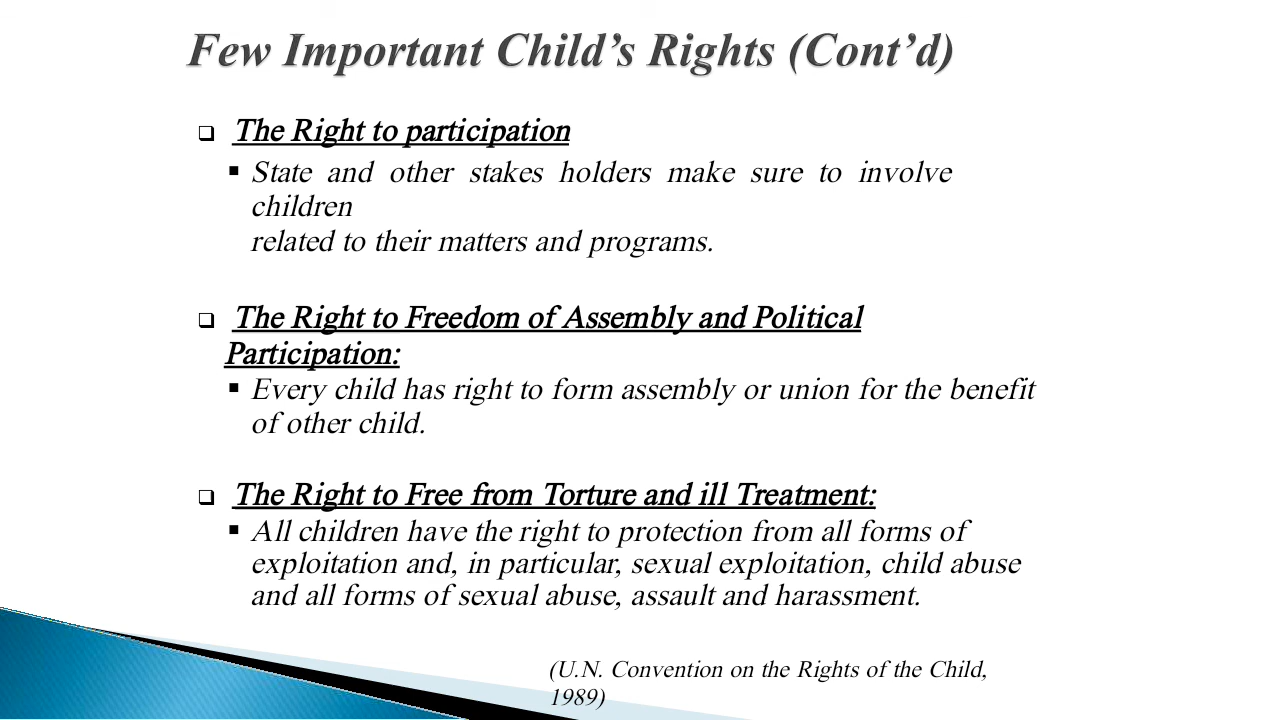 Few Important Child’s Rights (Cont’d)
❑ The Right to participation
▪ State and other stakes holders make sure to involve
children
related to their matters and programs.
❑ The Right to Freedom of Assembly and Political
Participation:
▪ Every child has right to form assembly or union for the benefit
of other child.
❑ The Right to Free from Torture and ill Treatment:
▪ All children have the right to protection from all forms of
exploitation and, in particular, sexual exploitation, child abuse
and all forms of sexual abuse, assault and harassment.
(U.N. Convention on the Rights of the Child,
1989)